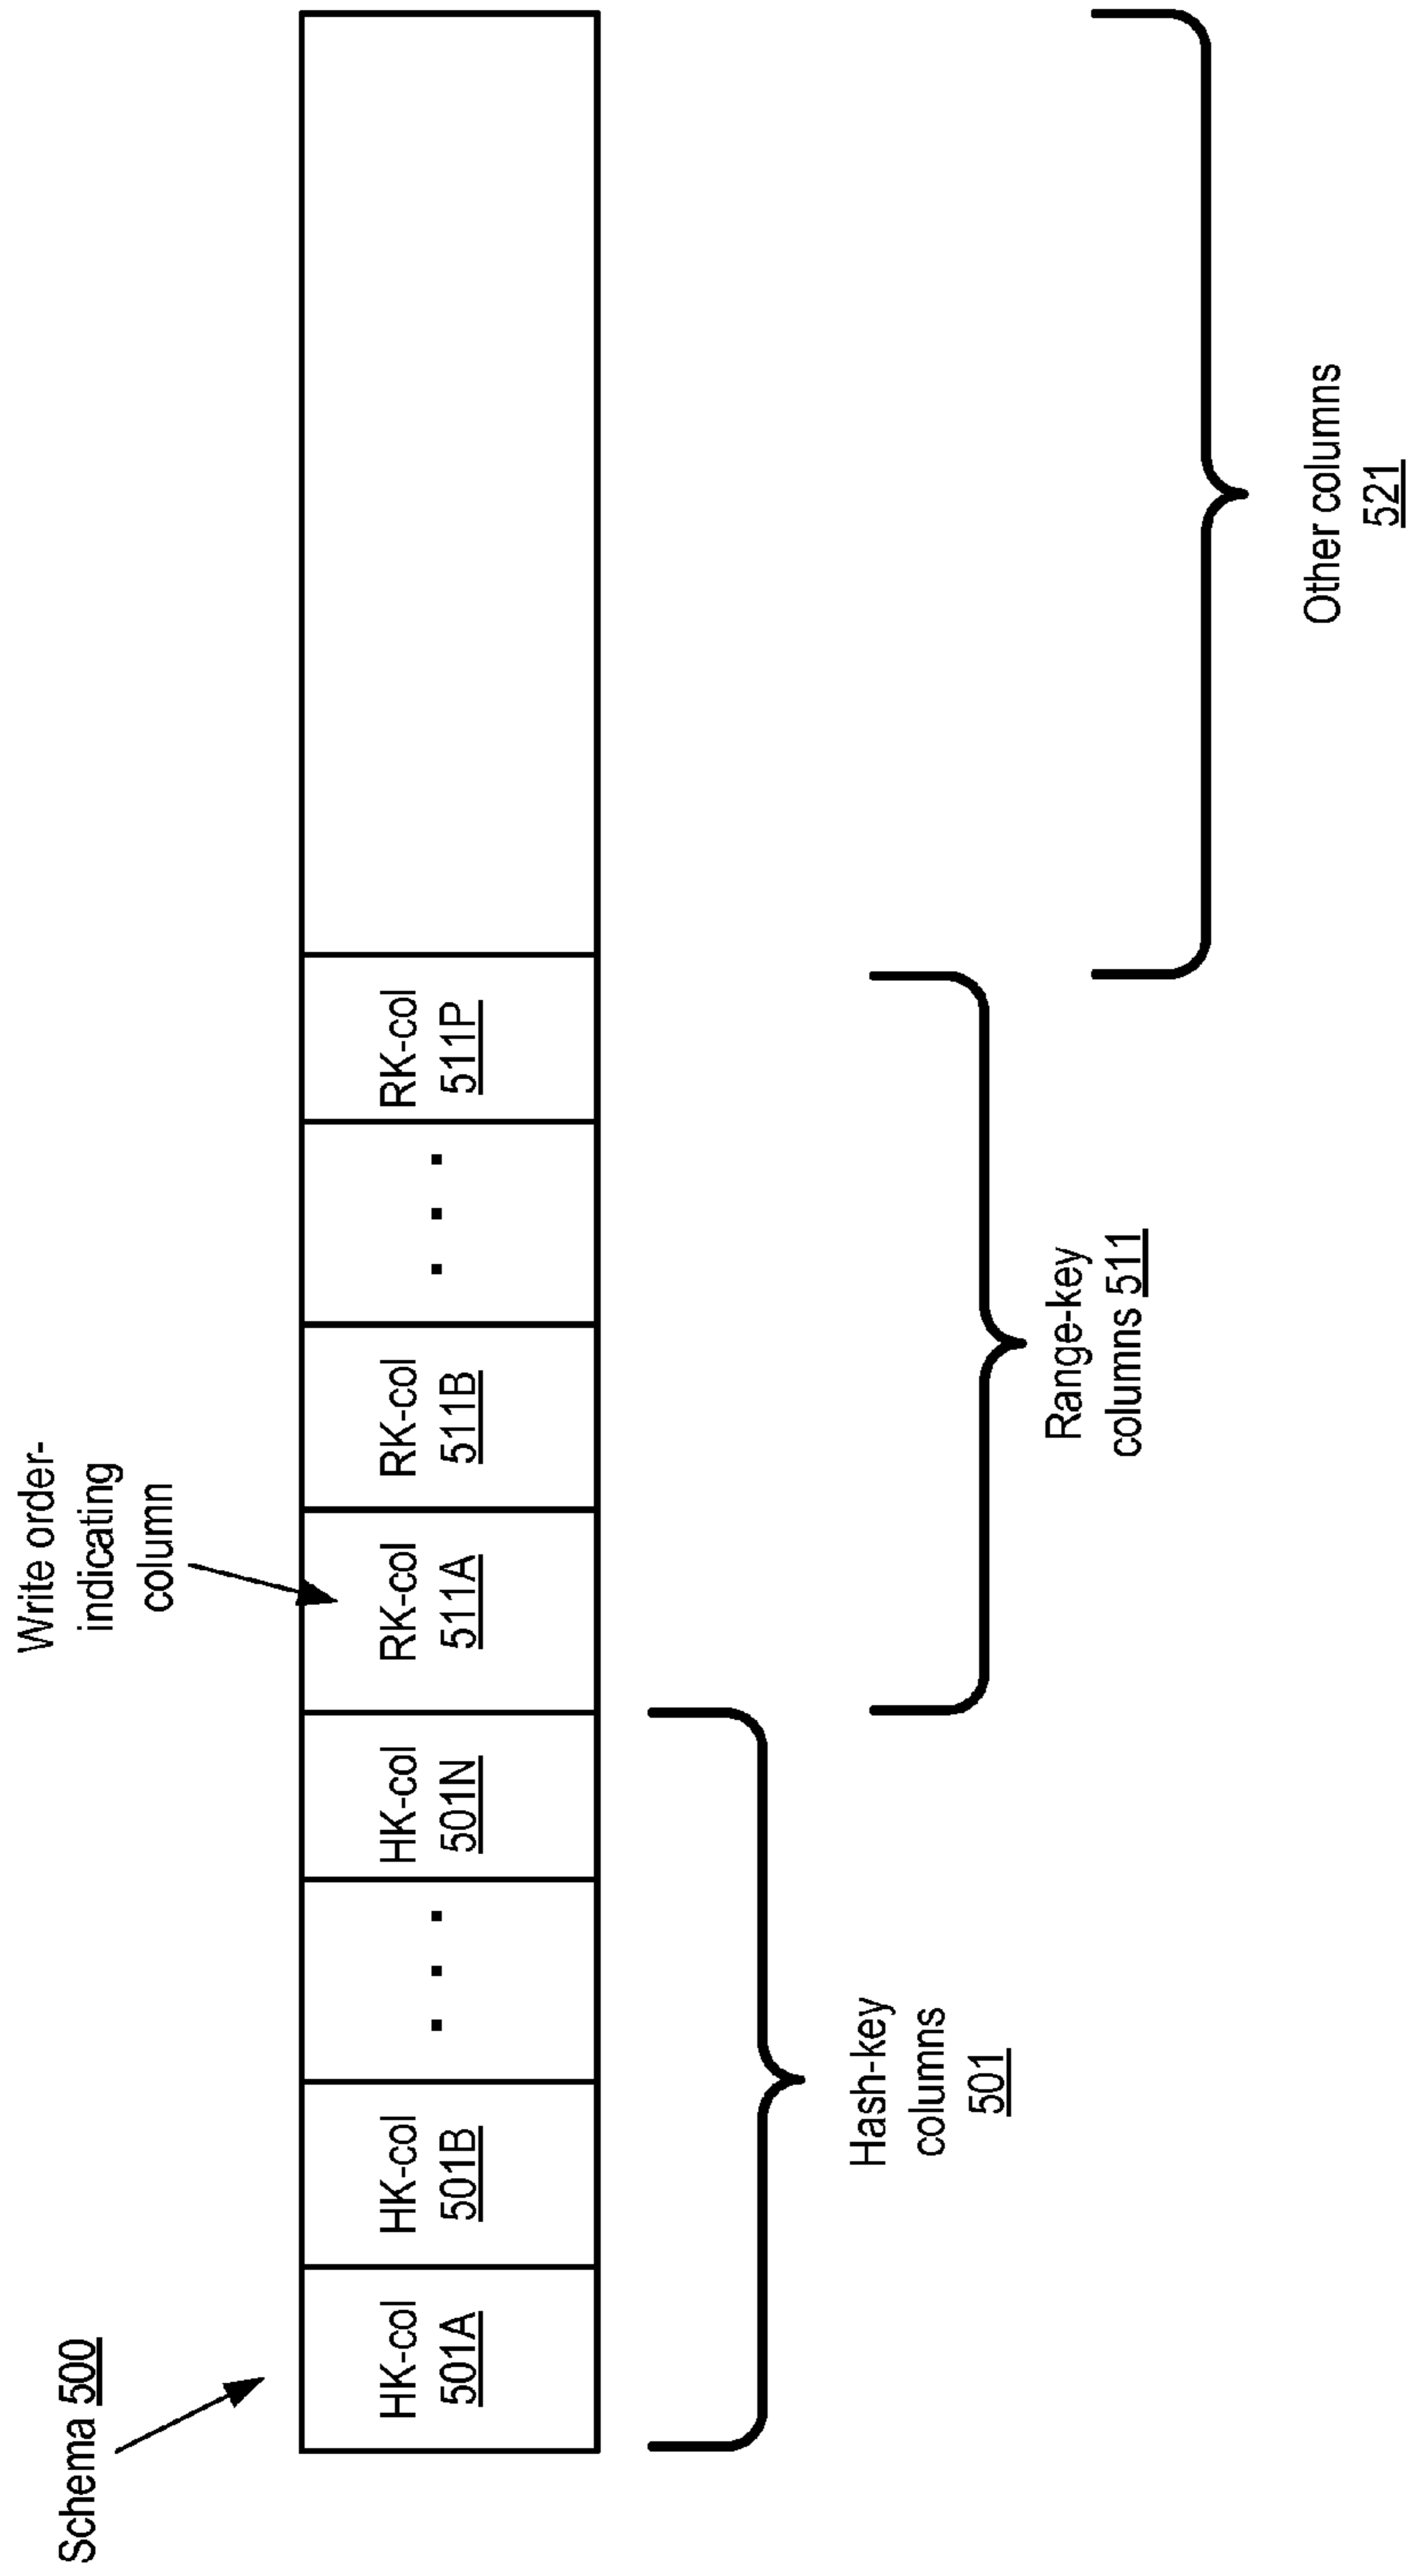 Schema 500
Write order-
indicating
column
HK-col
501A
HK-col
501B
. . .
HK-col
501N
RK-col
511A
RK-col
511B
. . .
RK-col
511P
Hash-key
columns
501
Range-key
columns 511
Other columns
521